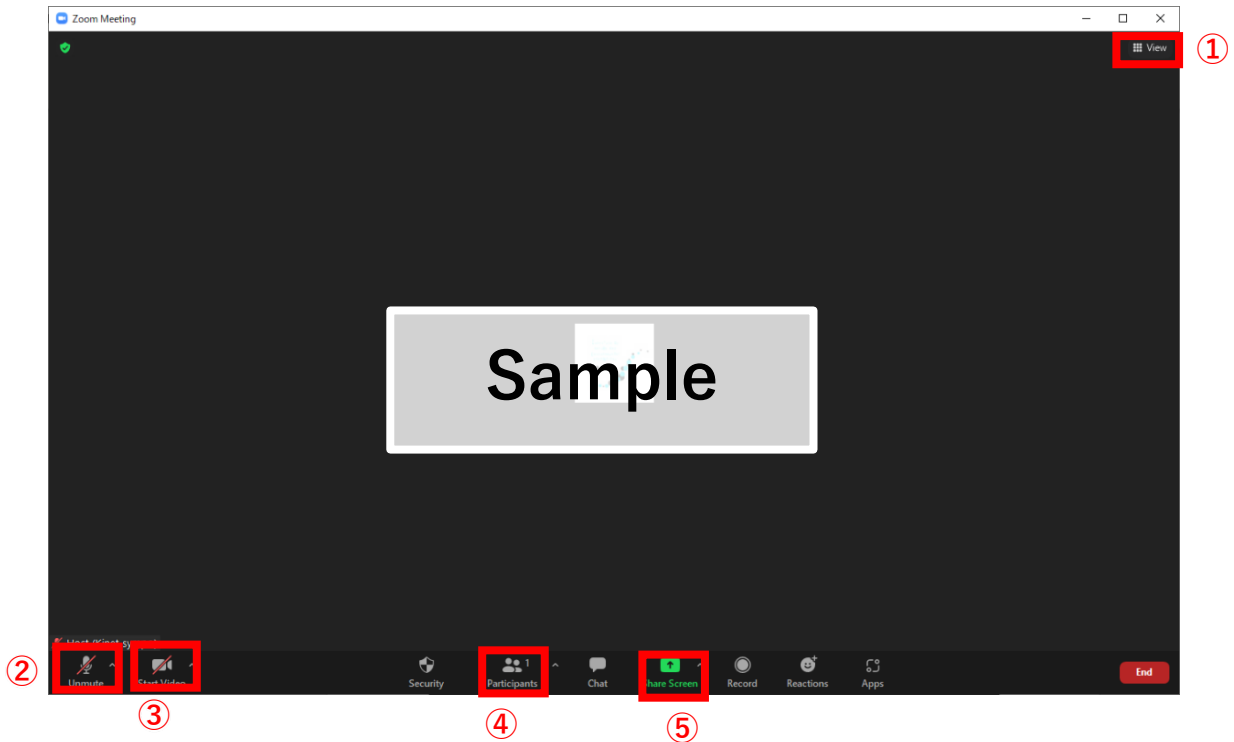 Zoom Meeting
View
①
Sample
②
Unmute
Start Video
Security
1
Participants
Chat
Share Screen
Record
Reactions
Apps
End
③
④
⑤